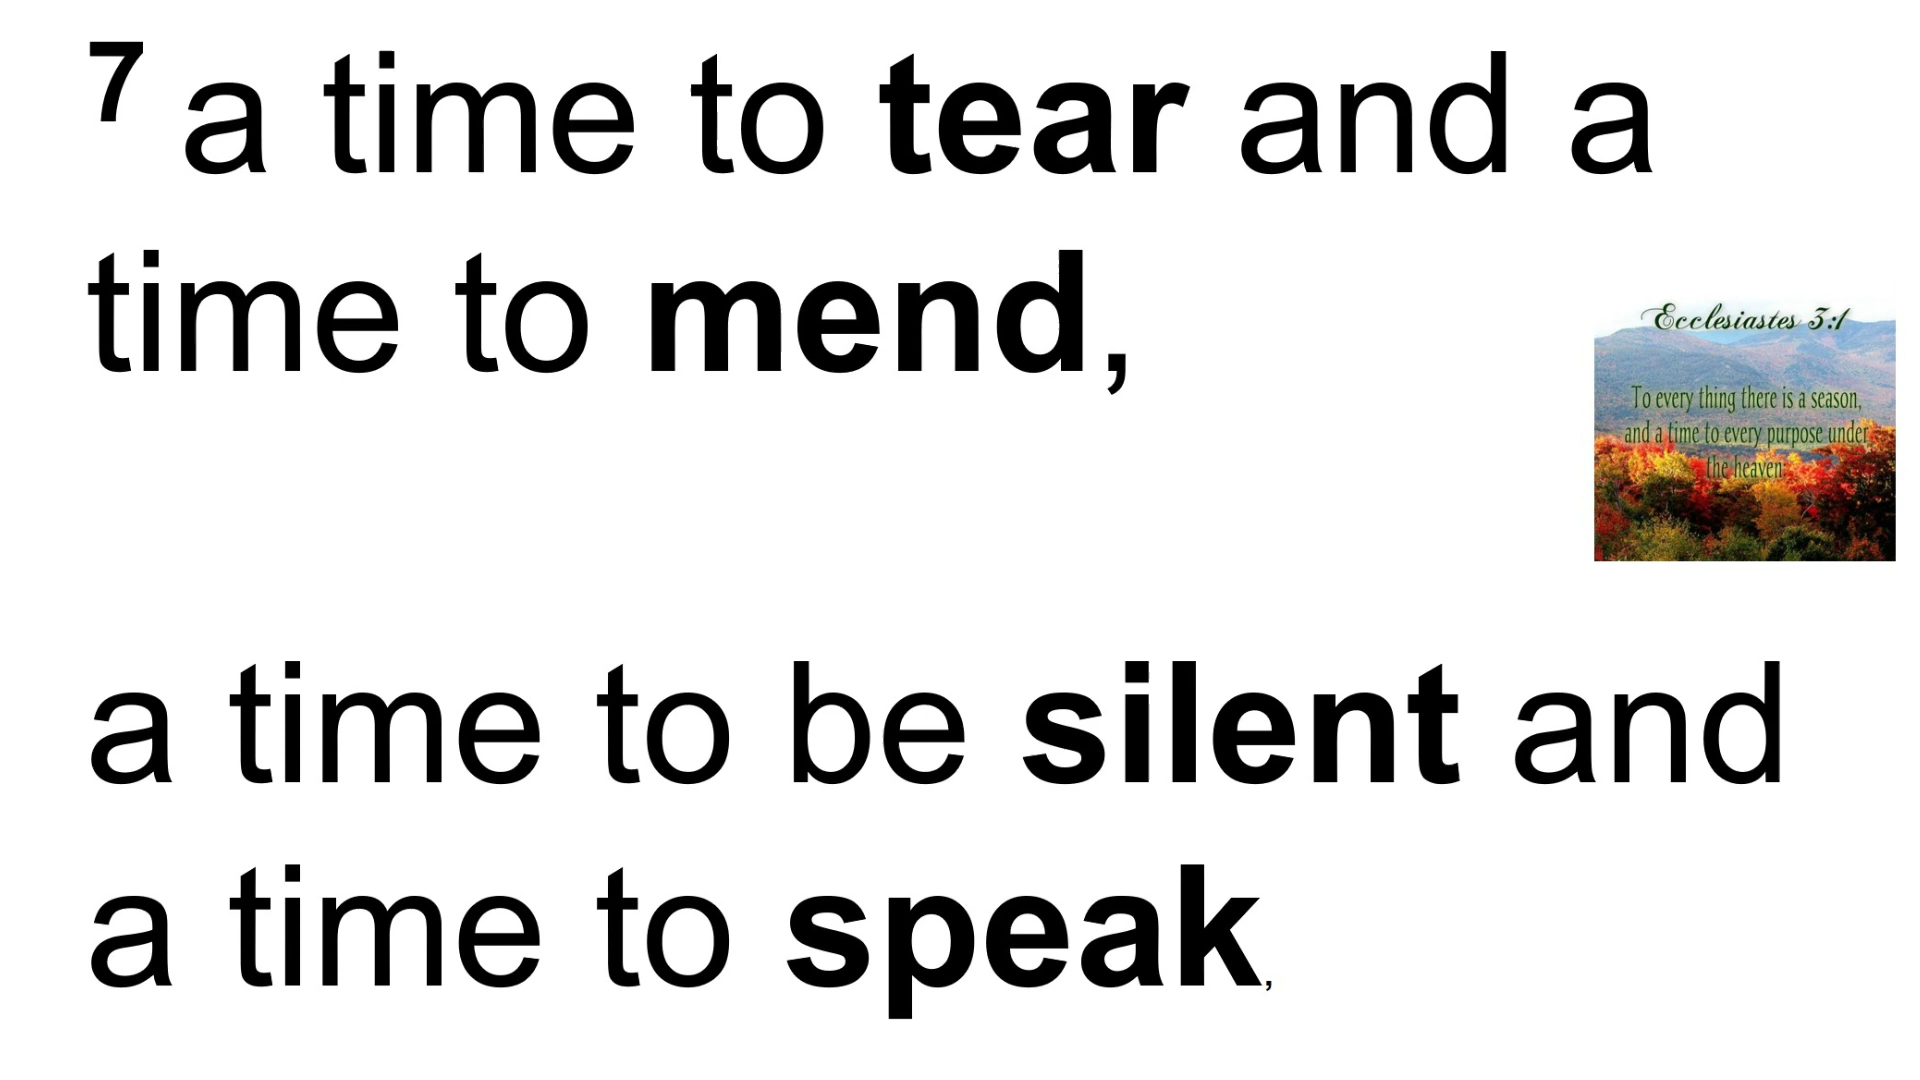 7 a time to tear and a
time to mend,
Ecclesiastes 3:1
To every thing there is a season,
and a time to every purpose under
the heaven:
a time to be silent and
a time to speak,